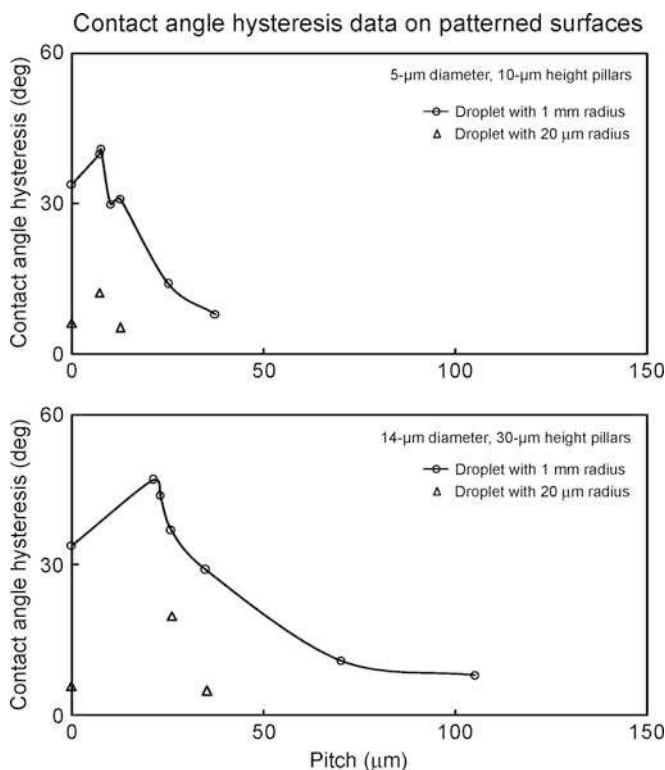 Contact angle hysteresis data on patterned surfaces
60
5-μm diameter, 10-μm height pillars
Droplet with 1 mm radius
Droplet with 20 μm radius
30
0
0 50 100 150
Contact angle hysteresis (deg)
60
14-μm diameter, 30-μm height pillars
Droplet with 1 mm radius
Droplet with 20 μm radius
30
0
0 50 100 150
Contact angle hysteresis (deg)
Pitch (μm)